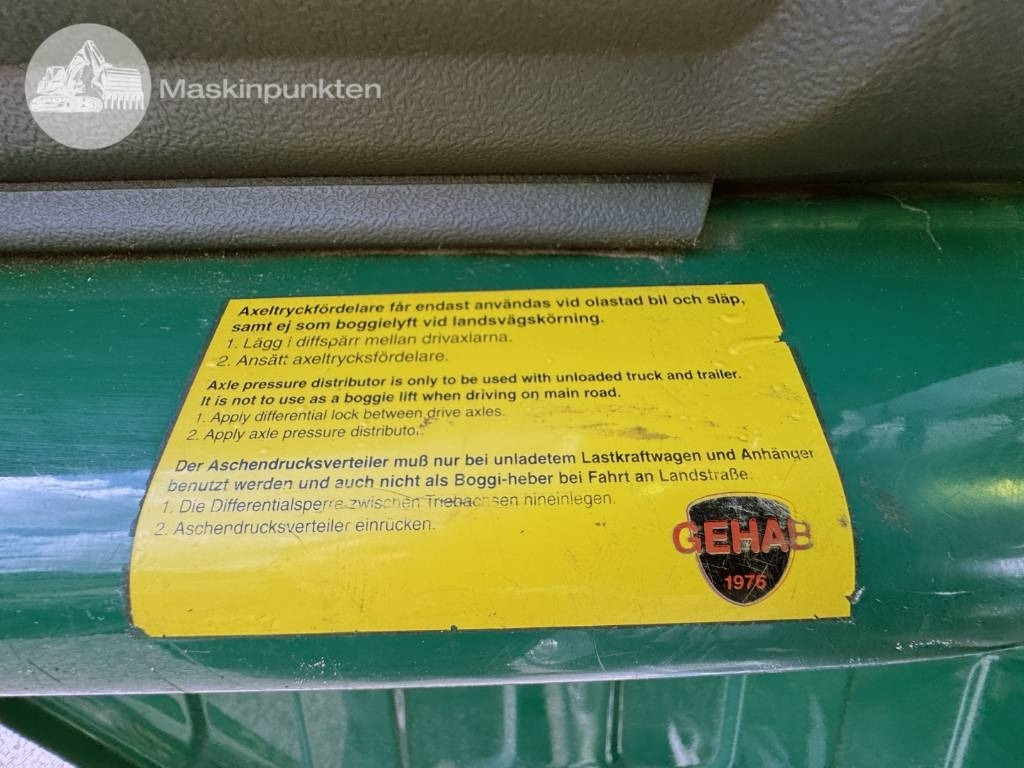 Maskinpunkten
Axeltryckfördelare får endast användas vid olastad bil och släp,
samt ej som boggielyft vid landsvägskörning.
1. Lägg i diffspärr mellan drivaxlarna.
2. Ansätt axeltrycksfördelare.
Axle pressure distributor is only to be used with unloaded truck and trailer.
It is not to use as a boggie lift when driving on main road.
1. Apply differential lock between drive axles.
2. Apply axle pressure distributor.
Der Aschendrucksverteiler muß nur bei unladetem Lastkraftwagen und Anhänger
benutzt werden und auch nicht als Boggi-heber bei Fahrt an Landstraße.
1. Die Differentialsperre zwischen Triebachsen nineinlegen.
2. Aschendrucksverteiler einrücken.
GEHAB
1976